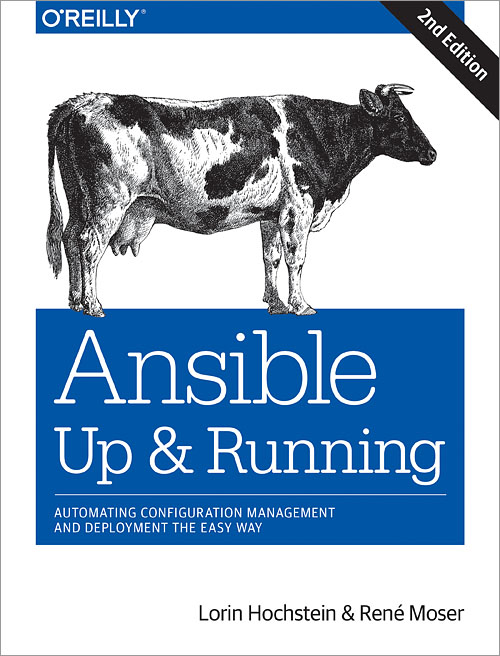 O'REILLY®
2nd Edition
Ansible
Up & Running
AUTOMATING CONFIGURATION MANAGEMENT
AND DEPLOYMENT THE EASY WAY
Lorin Hochstein & René Moser